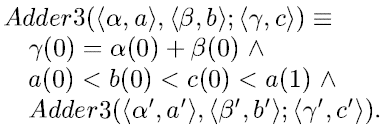 Adder3(⟨α, a⟩, ⟨β, b⟩; ⟨γ, c⟩) ≡
γ(0) = α(0) + β(0) ∧
a(0) < b(0) < c(0) < a(1) ∧
Adder3(⟨α′, a′⟩, ⟨β′, b′⟩; ⟨γ′, c′⟩).